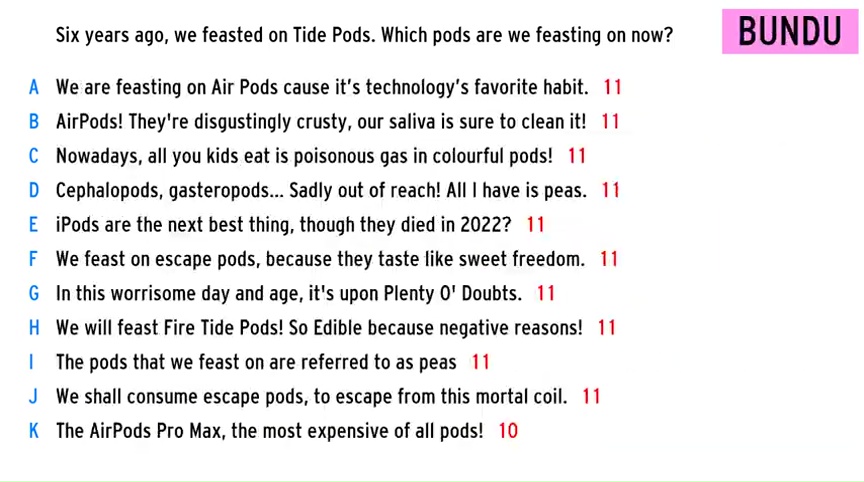 Six years ago, we feasted on Tide Pods. Which pods are we feasting on now?
BUNDU
A We are feasting on Air Pods cause it's technology's favorite habit. 11
B AirPods! They're disgustingly crusty, our saliva is sure to clean it! 11
C Nowadays, all you kids eat is poisonous gas in colourful pods! 11
D Cephalopods, gasteropods... Sadly out of reach! All I have is peas. 11
E iPods are the next best thing, though they died in 2022? 11
F We feast on escape pods, because they taste like sweet freedom. 11
G In this worrisome day and age, it's upon Plenty O' Doubts. 11
H We will feast Fire Tide Pods! So Edible because negative reasons! 11
I The pods that we feast on are referred to as peas 11
J We shall consume escape pods, to escape from this mortal coil. 11
K The AirPods Pro Max, the most expensive of all pods! 10